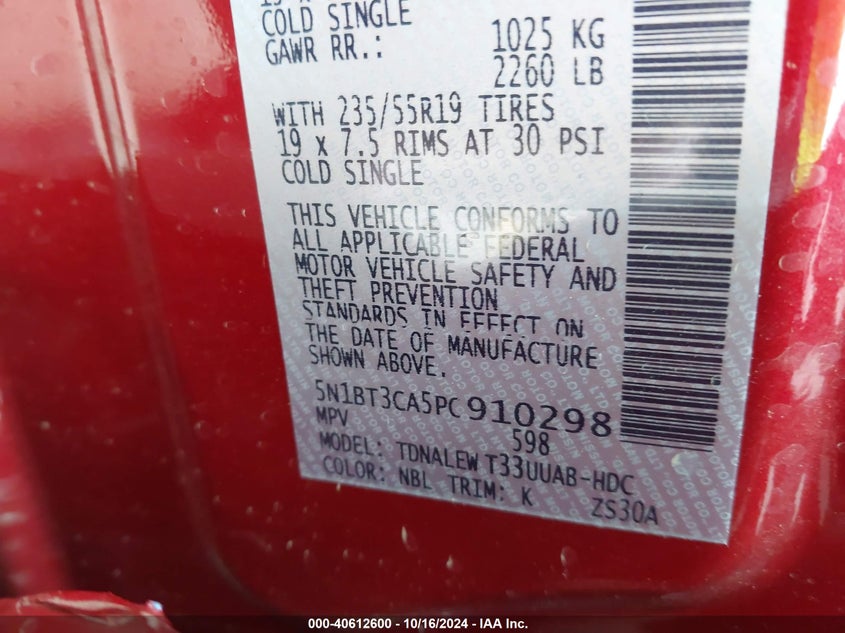 COLD SINGLE
GAWR RR.: 1025 KG
2260 LB
WITH 235/55R19 TIRES
19 x 7.5 RIMS AT 30 PSI
COLD SINGLE
THIS VEHICLE CONFORMS TO
ALL APPLICABLE FEDERAL
MOTOR VEHICLE SAFETY AND
THEFT PREVENTION
STANDARDS IN EFFECT ON
THE DATE OF MANUFACTURE
SHOWN ABOVE.
5N1BT3CA5PC910298
MPV 598
MODEL: TDNALEW T33UUAB-HDC
COLOR: NBL TRIM: K ZS30A
000-40612600 - 10/16/2024 - IAA Inc.